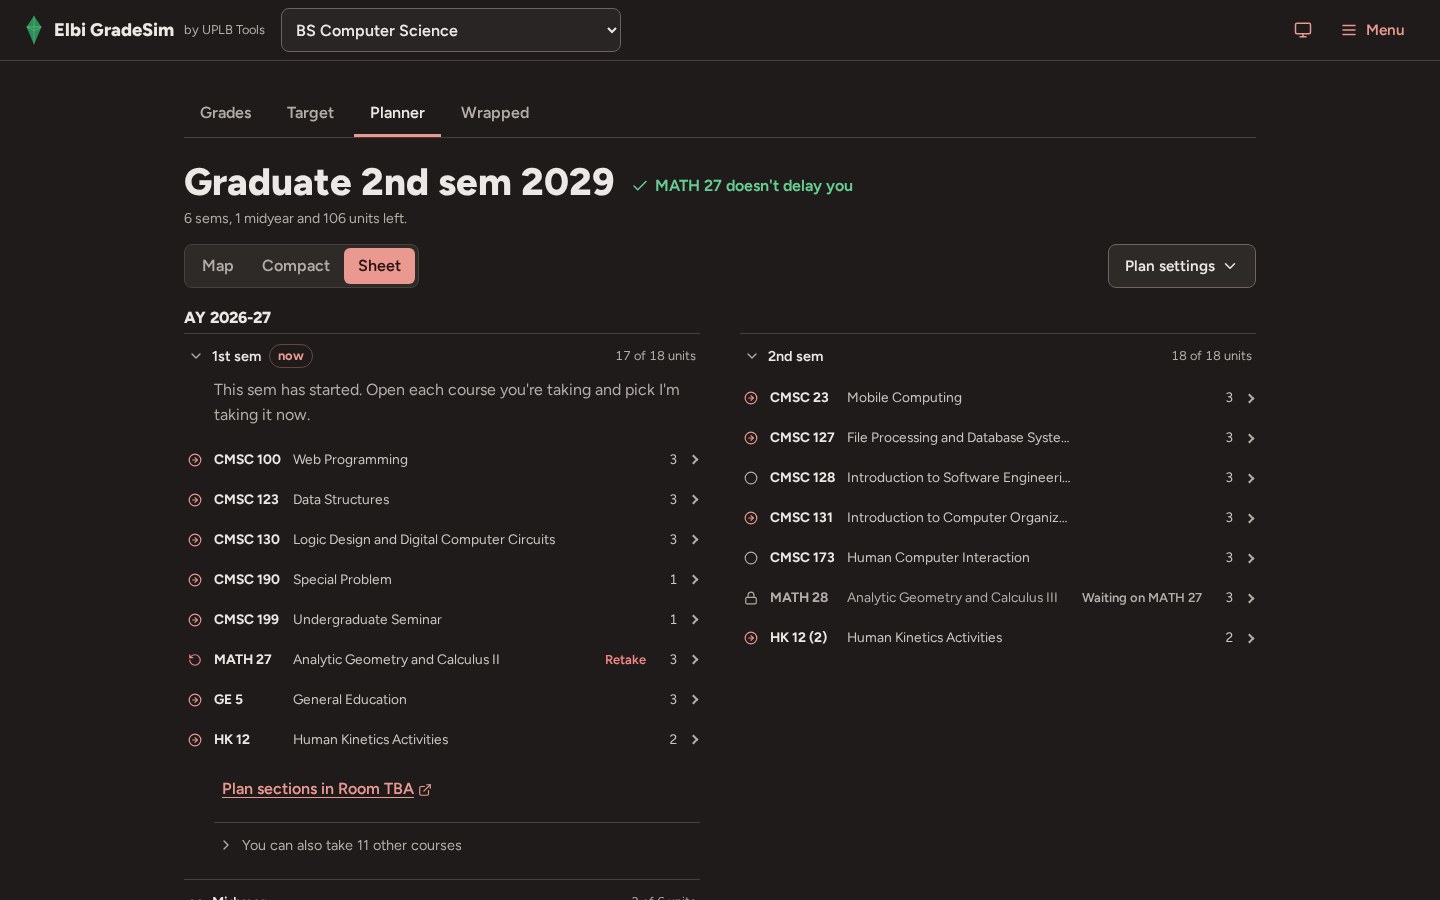 Elbi GradeSim by UPLB Tools
BS Computer Science
Menu
Grades
Target
Planner
Wrapped
Graduate 2nd sem 2029
MATH 27 doesn't delay you
6 sems, 1 midyear and 106 units left.
Map
Compact
Sheet
Plan settings
AY 2026-27
1st sem now 17 of 18 units
This sem has started. Open each course you're taking and pick I'm
taking it now.
CMSC 100 Web Programming 3
CMSC 123 Data Structures 3
CMSC 130 Logic Design and Digital Computer Circuits 3
CMSC 190 Special Problem 1
CMSC 199 Undergraduate Seminar 1
MATH 27 Analytic Geometry and Calculus II Retake 3
GE 5 General Education 3
HK 12 Human Kinetics Activities 2
Plan sections in Room TBA
You can also take 11 other courses
2nd sem 18 of 18 units
CMSC 23 Mobile Computing 3
CMSC 127 File Processing and Database Syste... 3
CMSC 128 Introduction to Software Engineeri... 3
CMSC 131 Introduction to Computer Organiz... 3
CMSC 173 Human Computer Interaction 3
MATH 28 Analytic Geometry and Calculus III Waiting on MATH 27 3
HK 12 (2) Human Kinetics Activities 2